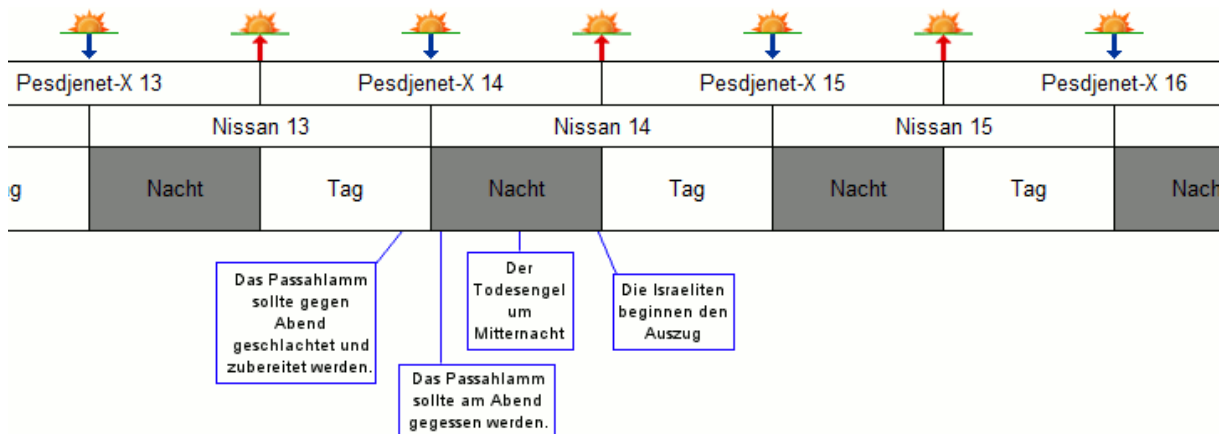 Pesdjenet-X 13 Pesdjenet-X 14 Pesdjenet-X 15 Pesdjenet-X 16
Nissan 13 Nissan 14 Nissan 15
ag Nacht Tag Nacht Tag Nacht Tag Nach
Das Passahlamm
sollte gegen
Abend
geschlachtet und
zubereitet werden.
Das Passahlamm
sollte am Abend
gegessen werden.
Der
Todesengel
um
Mitternacht
Die Israeliten
beginnen den
Auszug